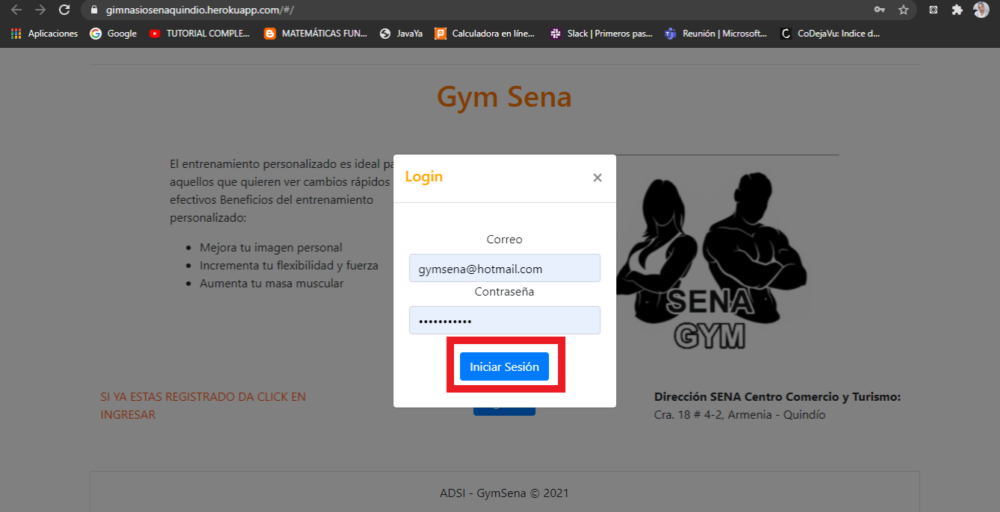 gimnasiosenaquindio.herokuapp.com/#/
Aplicaciones Google TUTORIAL COMPLE... MATEMÁTICAS FUN... JavaYa Calculadora en líne... Slack | Primeros pas... Reunión | Microsoft... CoDejaVu: Indice d...
Gym Sena
El entrenamiento personalizado es ideal pa
aquellos que quieren ver cambios rápidos
efectivos Beneficios del entrenamiento
personalizado:
• Mejora tu imagen personal
• Incrementa tu flexibilidad y fuerza
• Aumenta tu masa muscular
Login ×
Correo
gymsena@hotmail.com
Contraseña
•••••••••••
Iniciar Sesión
SENA
GYM
SI YA ESTAS REGISTRADO DA CLICK EN
INGRESAR
Dirección SENA Centro Comercio y Turismo:
Cra. 18 # 4-2, Armenia - Quindío
ADSI - GymSena © 2021